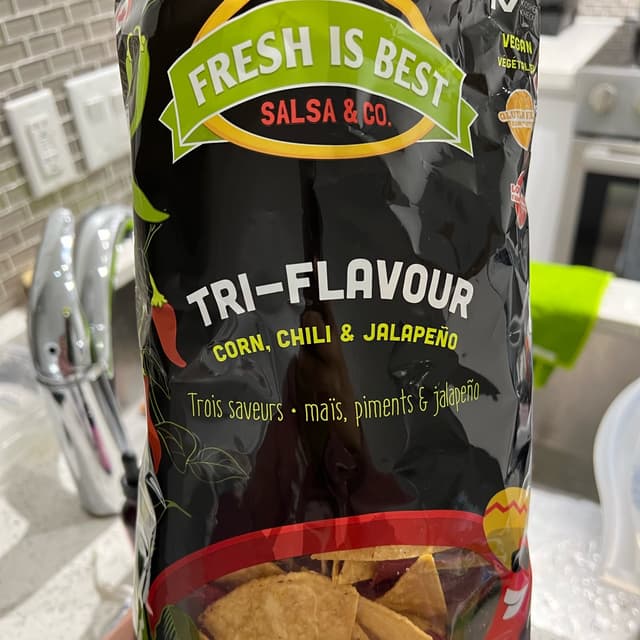 FRESH IS BEST
SALSA & CO.
VEGAN
TRI-FLAVOUR
CORN, CHILI & JALAPEÑO
Trois saveurs • maïs, piments & jalapeño